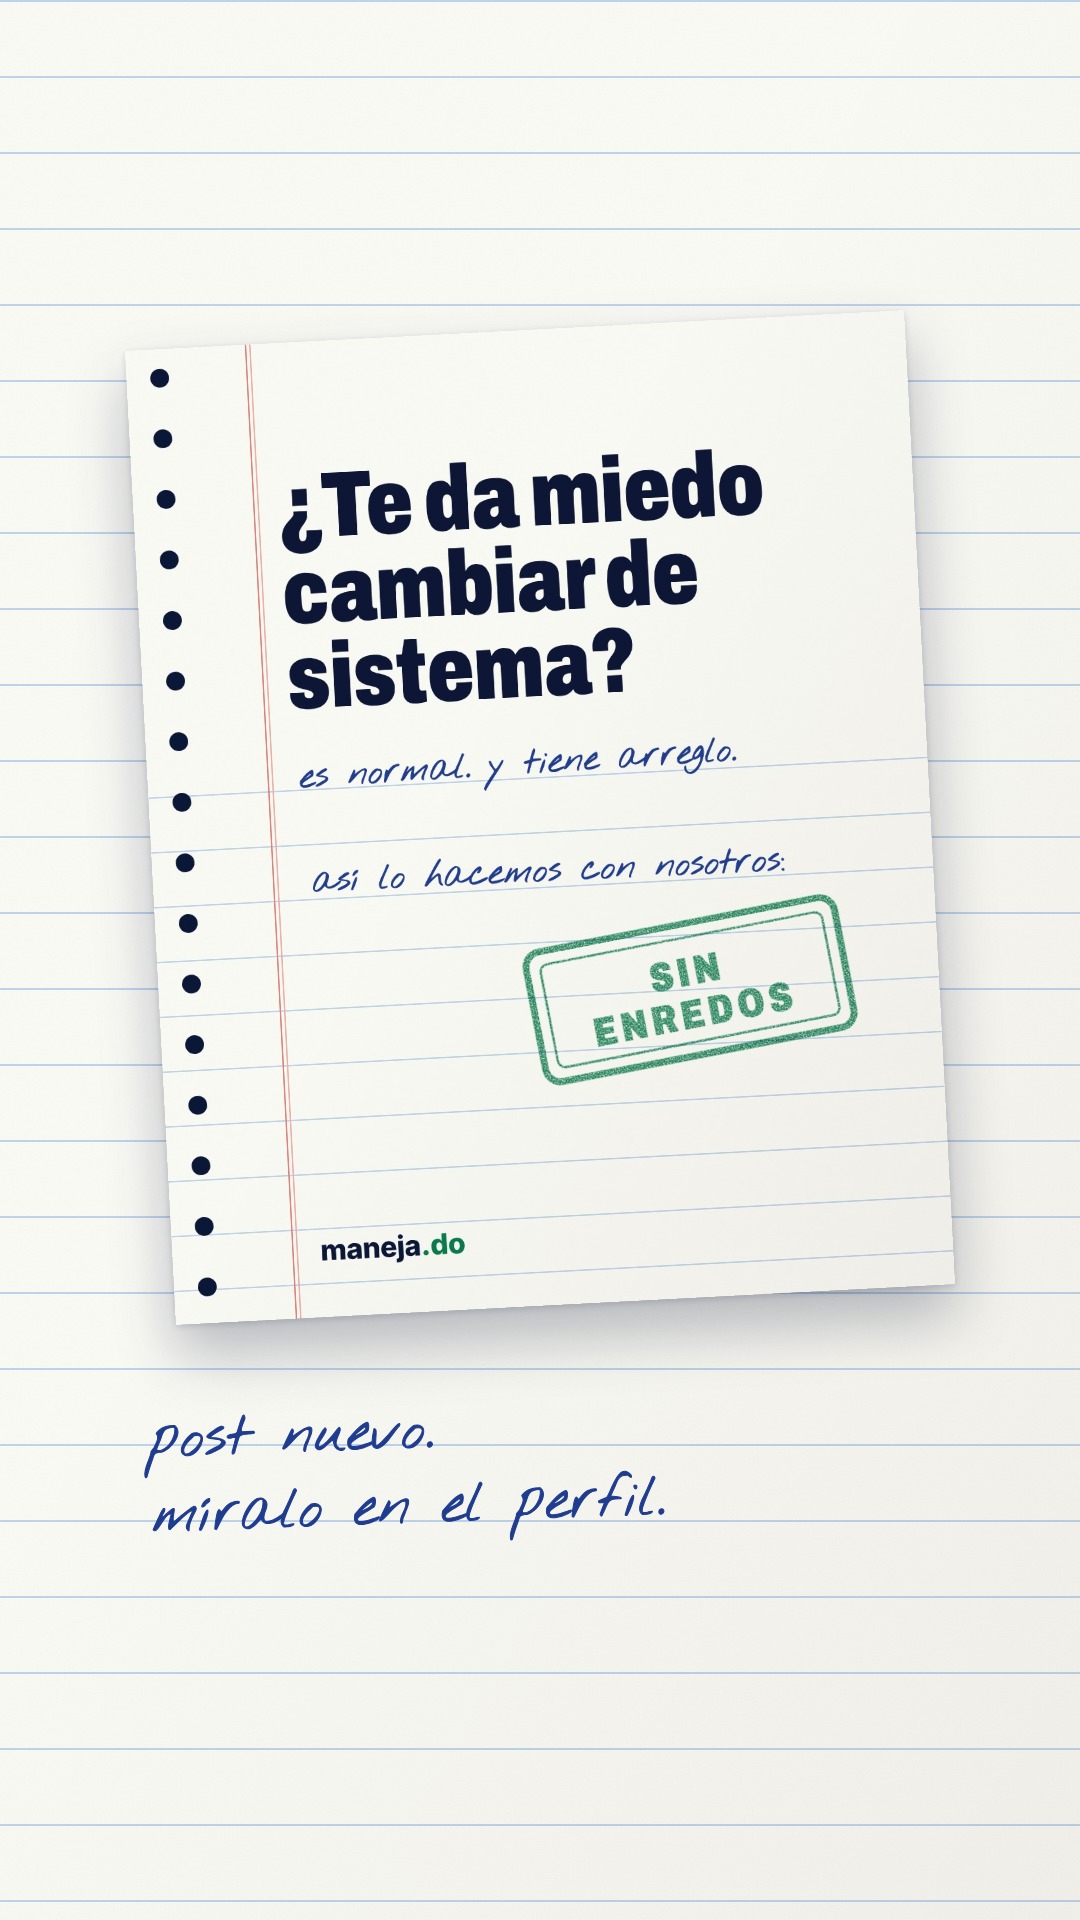 ¿Te da miedo
cambiar de
sistema?
es normal. y tiene arreglo.
así lo hacemos con nosotros:
SIN
ENREDOS
maneja.do
post nuevo.
míralo en el perfil.